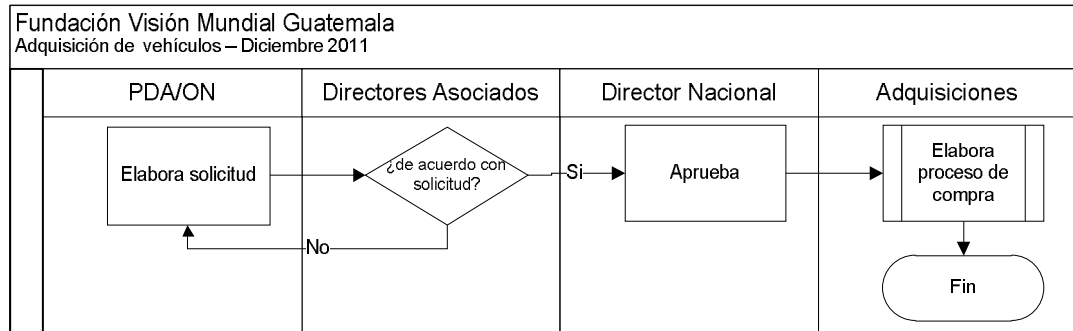 Fundación Visión Mundial Guatemala
Adquisición de vehículos – Diciembre 2011
PDA/ON
Directores Asociados
Director Nacional
Adquisiciones
Elabora solicitud
¿de acuerdo con
solicitud?
Si
Aprueba
Elabora
proceso de
compra
No
Fin